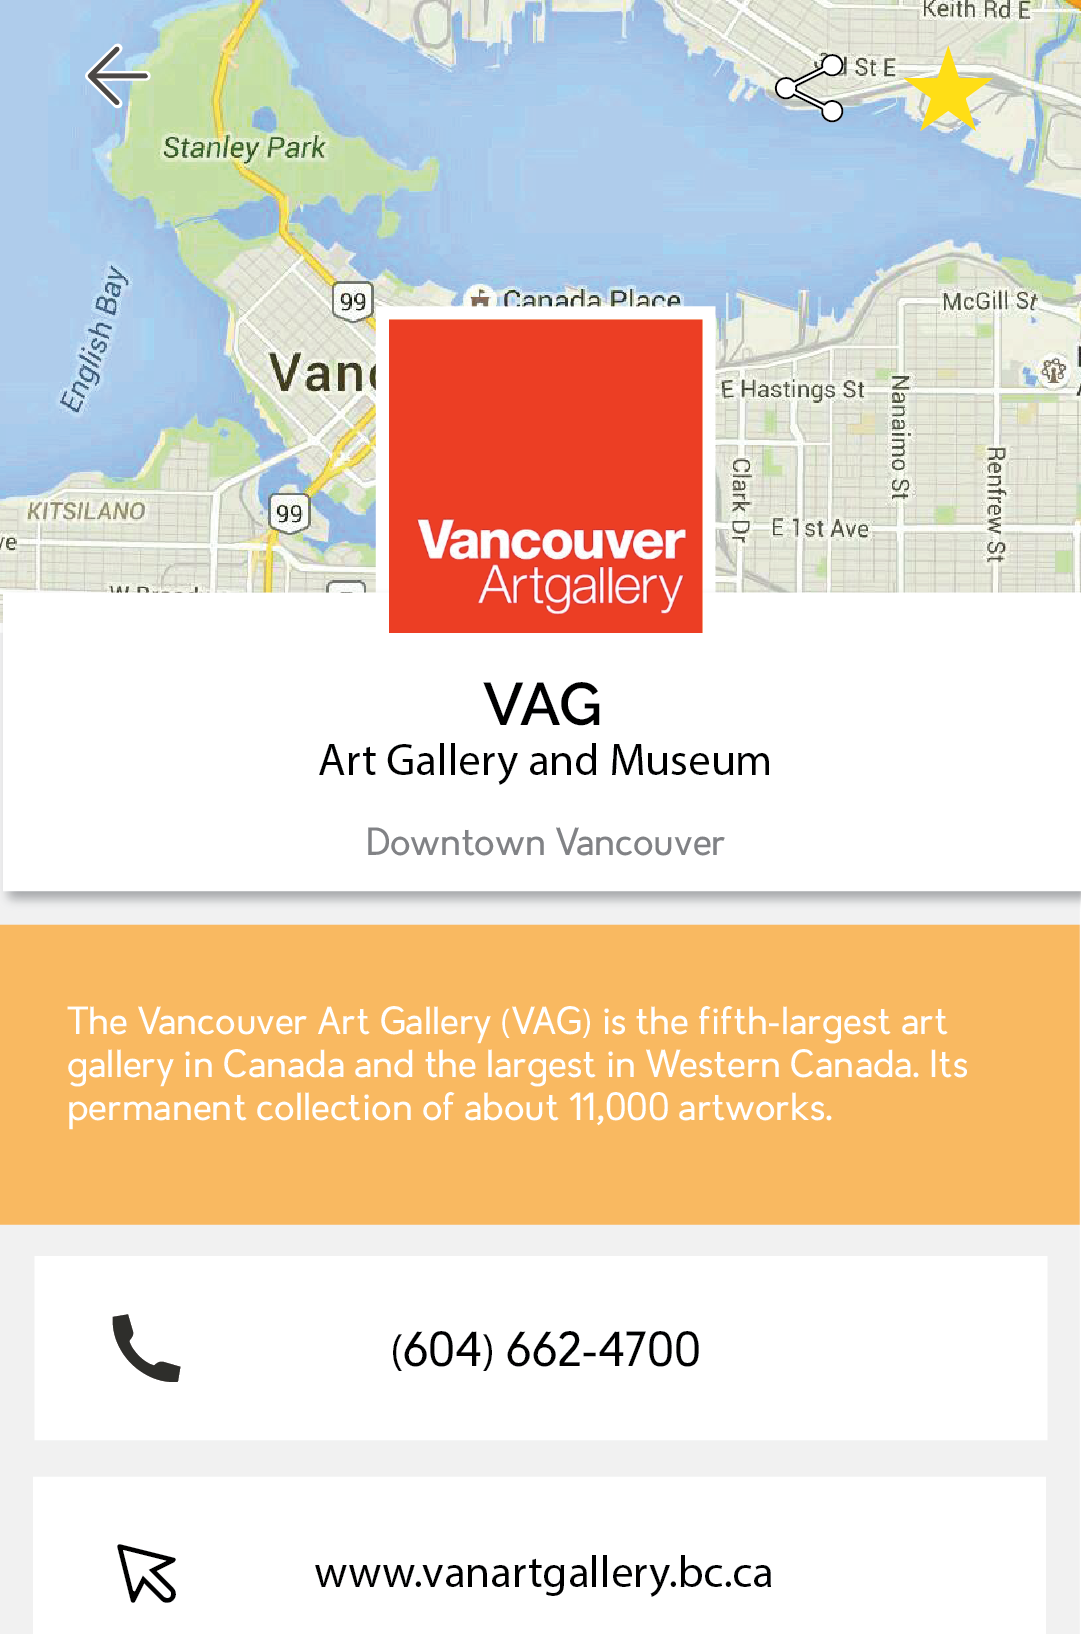 Keith Rd E
St E
Stanley Park
English Bay
99
Canada Place
McGill St
E Hastings St
Nanaimo St
Clark Dr
Renfrew St
KITSILANO
99
E 1st Ave
Vancouver
Artgallery
VAG
Art Gallery and Museum
Downtown Vancouver
The Vancouver Art Gallery (VAG) is the fifth-largest art
gallery in Canada and the largest in Western Canada. Its
permanent collection of about 11,000 artworks.
(604) 662-4700
www.vanartgallery.bc.ca